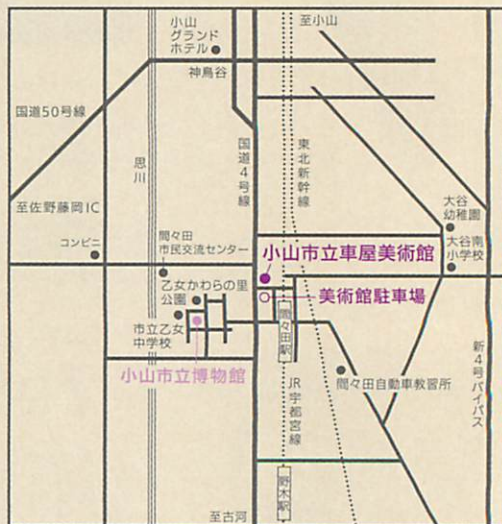 小山
グランド
ホテル
至小山
神鳥谷
国道50号線
思川
国道4号線
東北新幹線
至佐野藤岡IC
大谷
幼稚園
コンビニ
間々田
市民交流センター
小山市立車屋美術館
大谷南
小学校
乙女かわらの里
公園
美術館駐車場
市立乙女
中学校
間々田駅
小山市立博物館
新4号バイパス
JR宇都宮線
間々田自動車教習所
野木駅
至古河